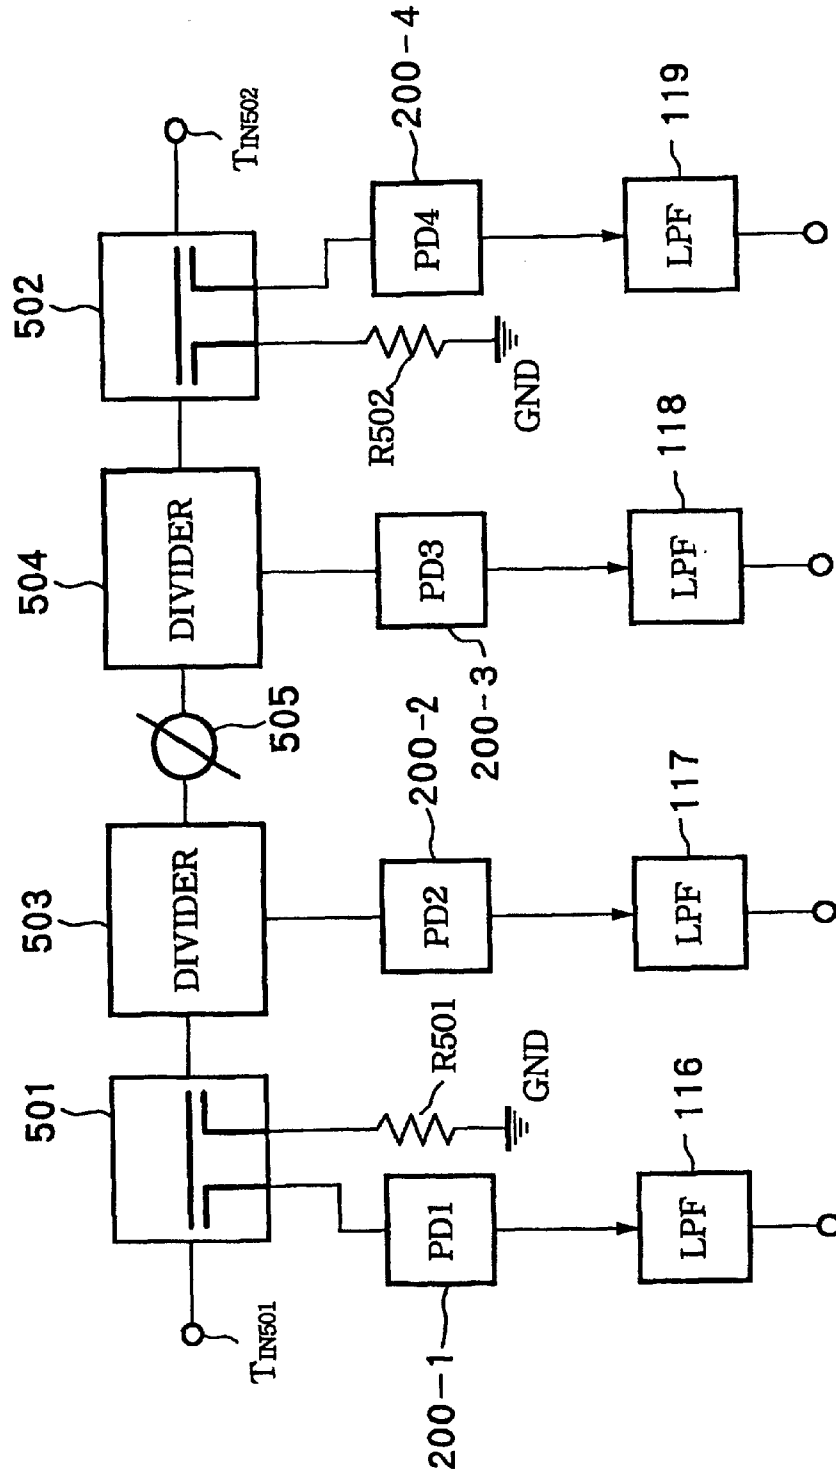 501
503
504
502
DIVIDER
DIVIDER
505
TIN501
TIN502
R501
GND
R502
GND
200-1
PD1
PD2
200-2
PD3
200-3
PD4
200-4
116
LPF
117
LPF
118
LPF
119
LPF